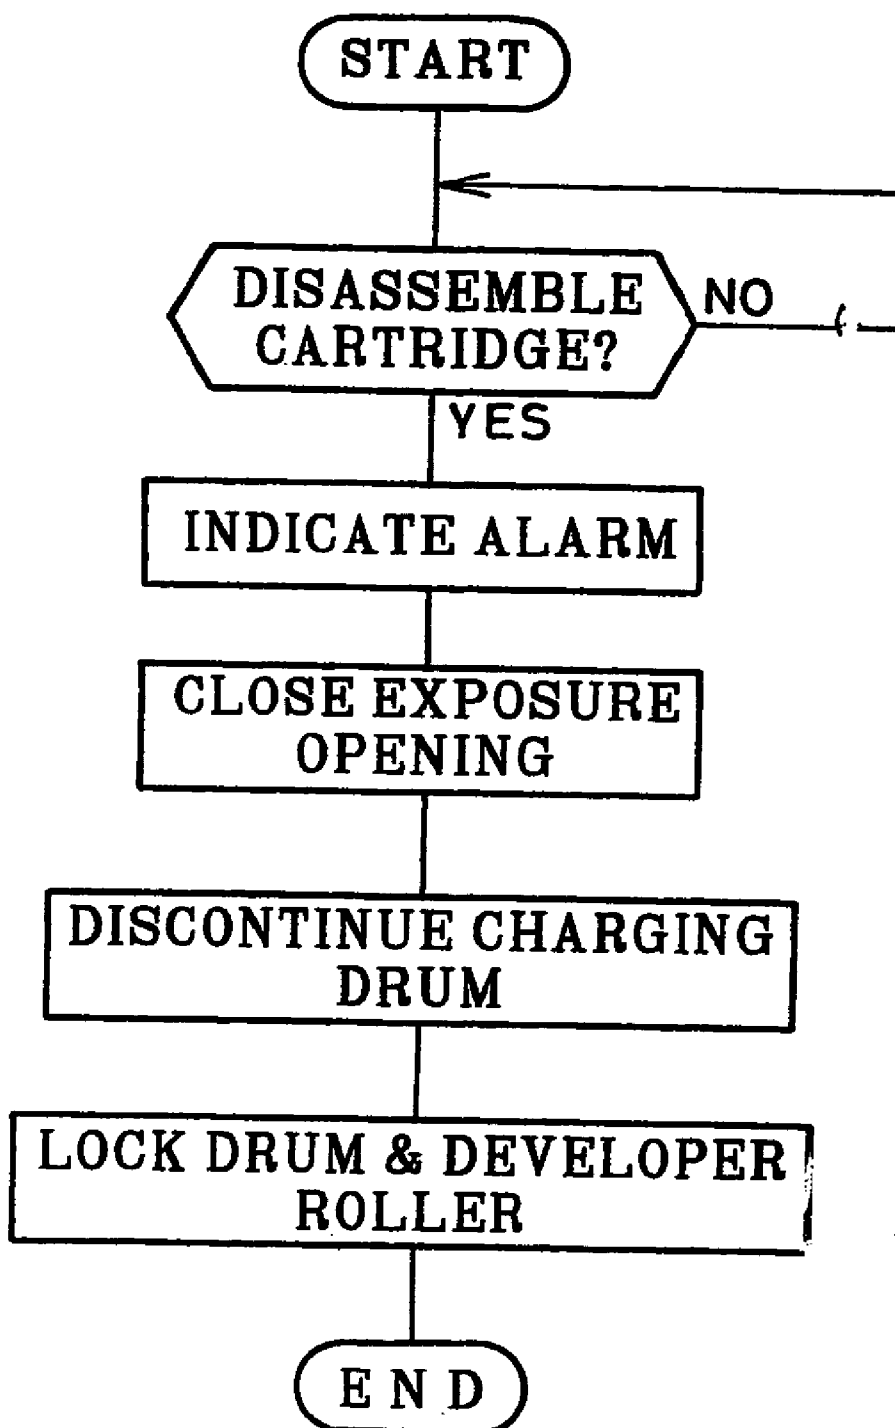 START
DISASSEMBLE
CARTRIDGE?
NO
YES
INDICATE ALARM
CLOSE EXPOSURE
OPENING
DISCONTINUE CHARGING
DRUM
LOCK DRUM & DEVELOPER
ROLLER
END